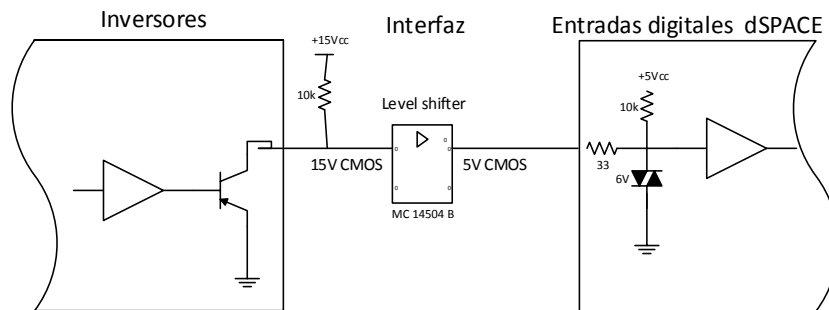 Inversores
Interfaz
Entradas digitales dSPACE
+15Vcc
10k
Level shifter
+5Vcc
10k
15V CMOS
5V CMOS
33
6V
MC 14504 B